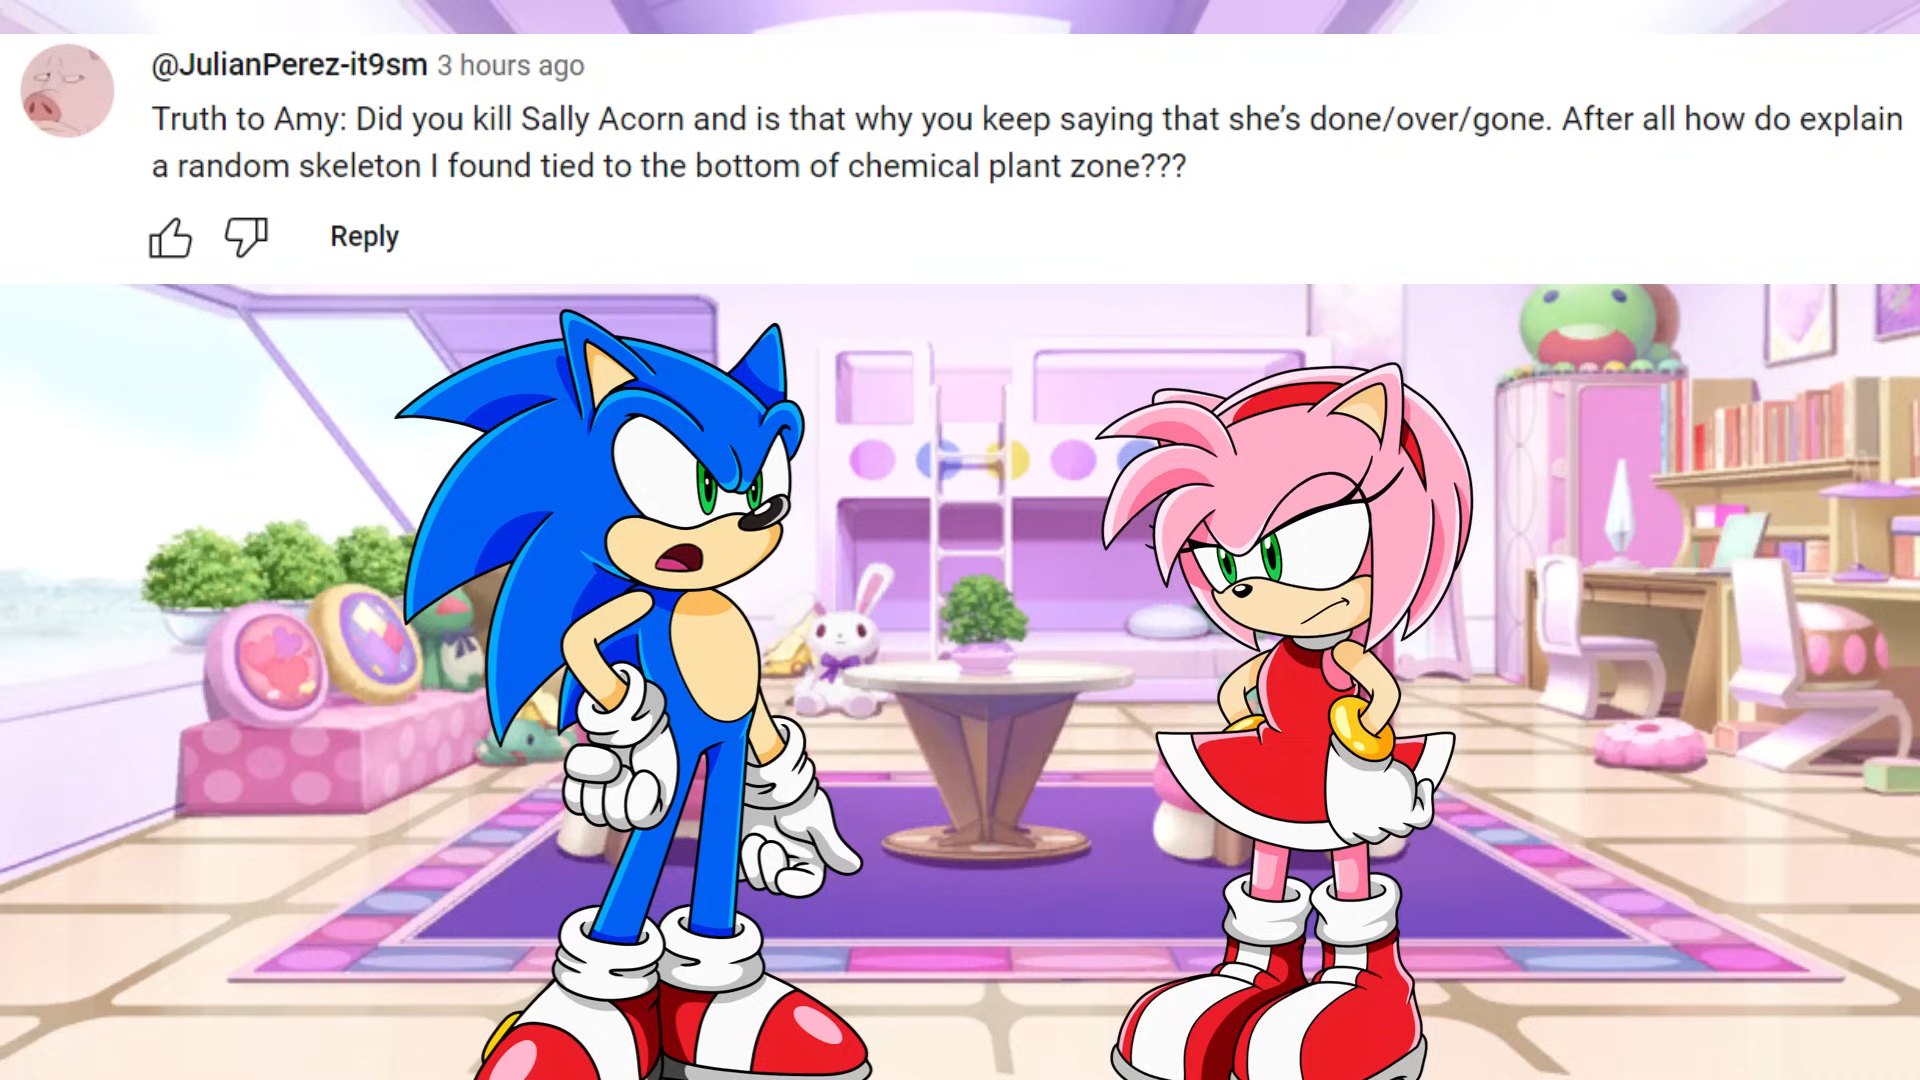 @JulianPerez-it9sm 3 hours ago
Truth to Amy: Did you kill Sally Acorn and is that why you keep saying that she’s done/over/gone. After all how do explain
a random skeleton I found tied to the bottom of chemical plant zone???
Reply